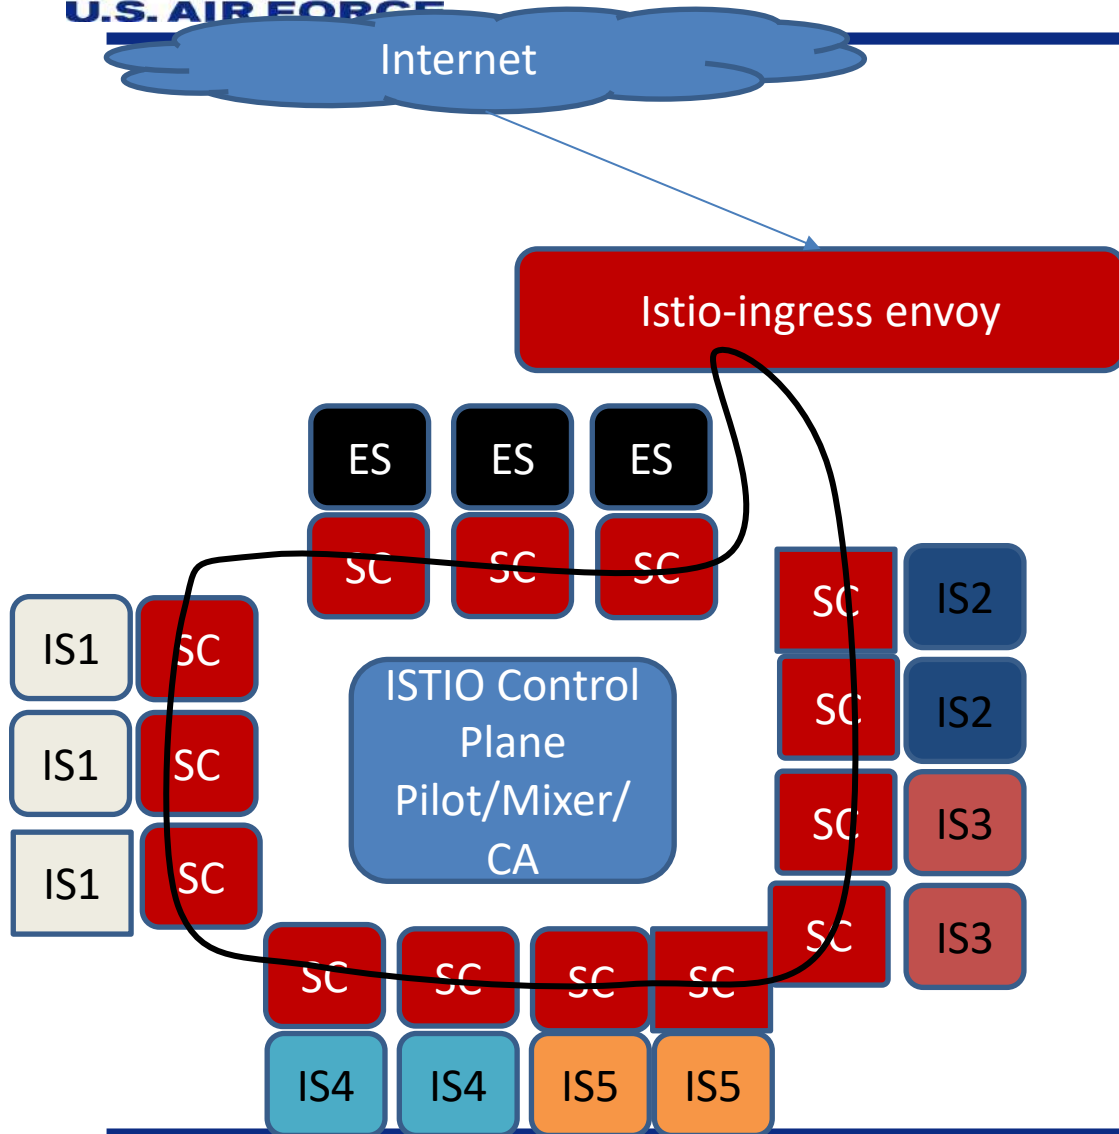 U.S. AIR FORCE
Internet
Istio-ingress envoy
ES ES ES
SC SC SC
SC IS2
IS1 SC
SC IS2
ISTIO Control
Plane
Pilot/Mixer/
CA
IS1 SC
SC IS3
IS1 SC
SC IS3
SC SC SC SC
IS4 IS4 IS5 IS5